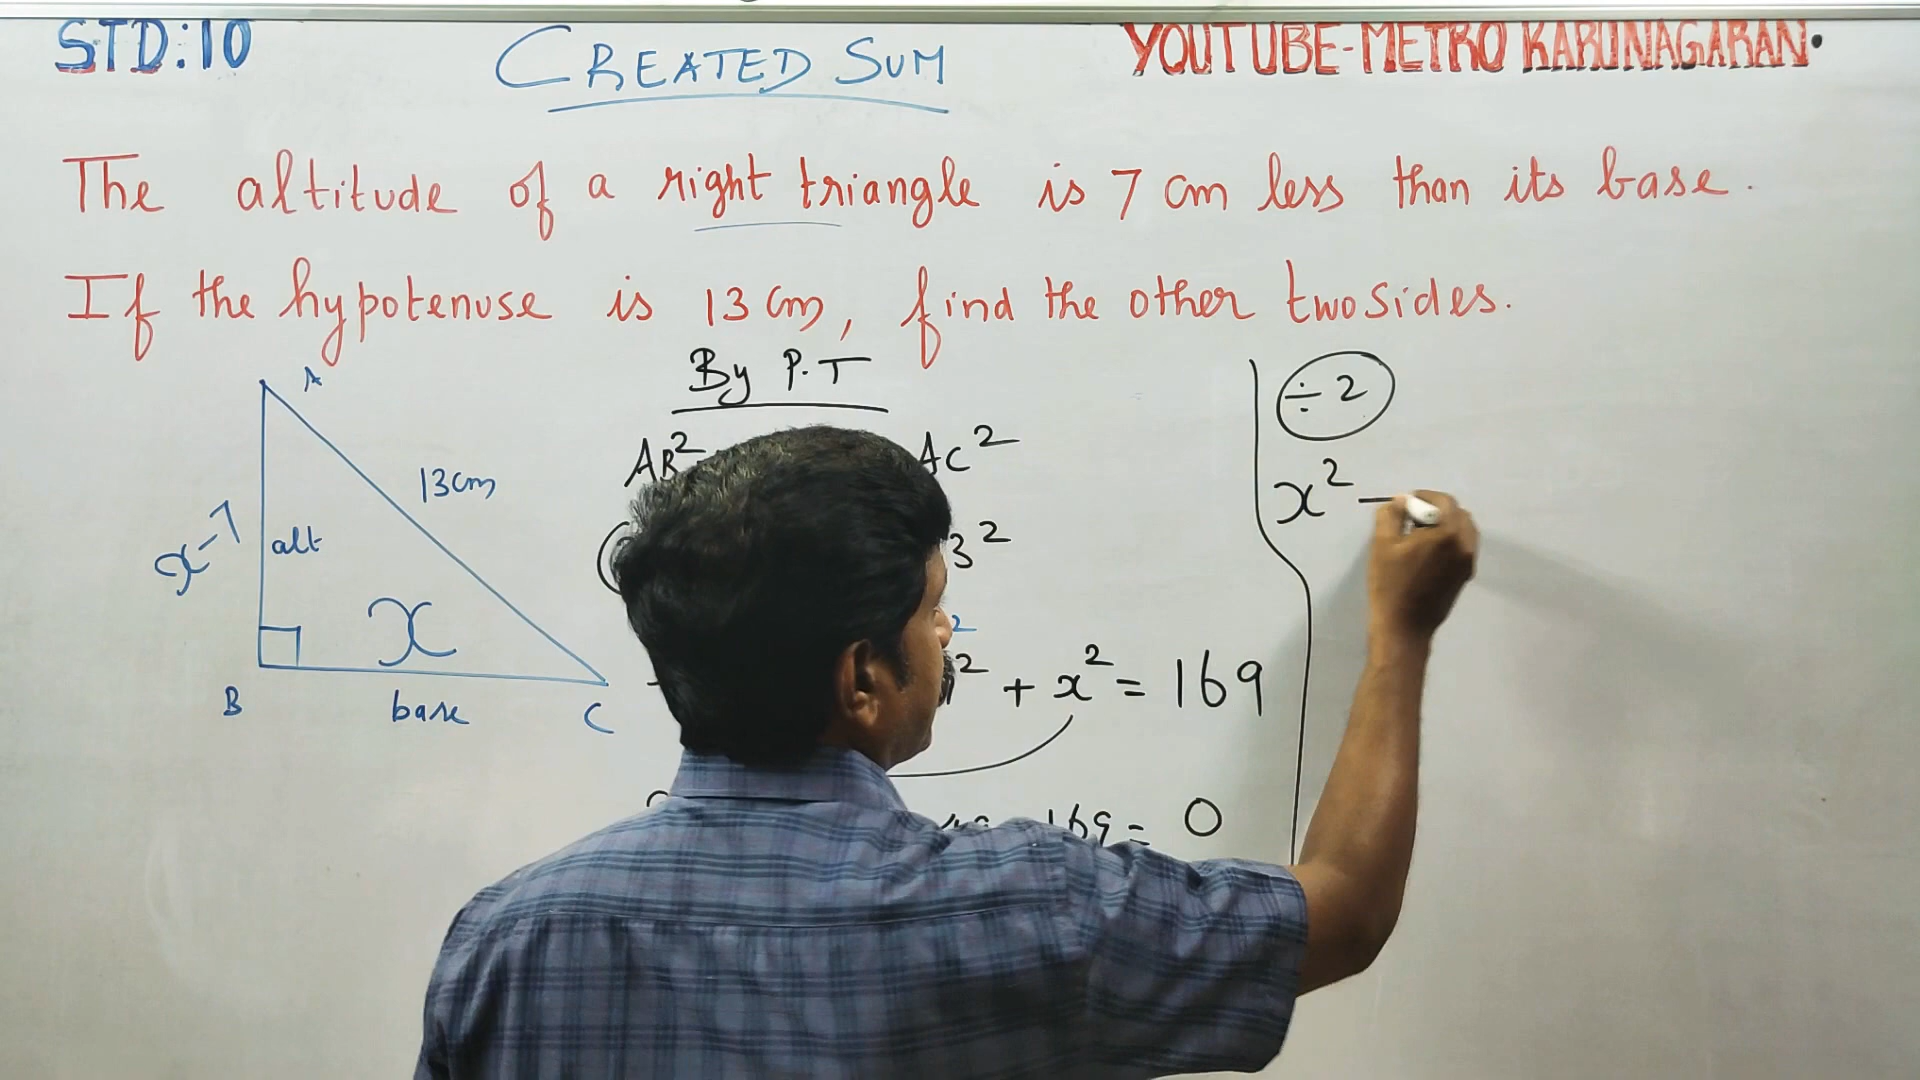 STD:10
CREATED SUM
YOUTUBE-METRO KARUNAGARAN.
The altitude of a right triangle is 7 cm less than its base.
If the hypotenuse is 13 cm, find the other two sides.
A
13cm
x-7
alt
x
B
base
C
By P.T
AB²
AC²
3²
2
² + x² = 169
169 = 0
÷2
x² -